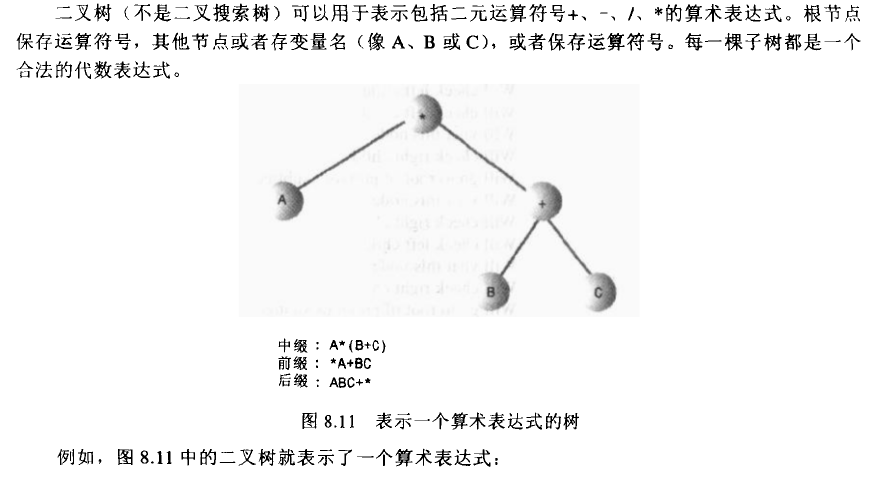 二叉树（不是二叉搜索树）可以用于表示包括二元运算符号+、-、/、*的算术表达式。根节点
保存运算符号，其他节点或者存变量名（像 A、B 或 C），或者保存运算符号。每一棵子树都是一个
合法的代数表达式。
*
A
+
B
C
中缀：A*(B+C)
前缀：*A+BC
后缀：ABC+*
图 8.11 表示一个算术表达式的树
例如，图 8.11 中的二叉树就表示了一个算术表达式：